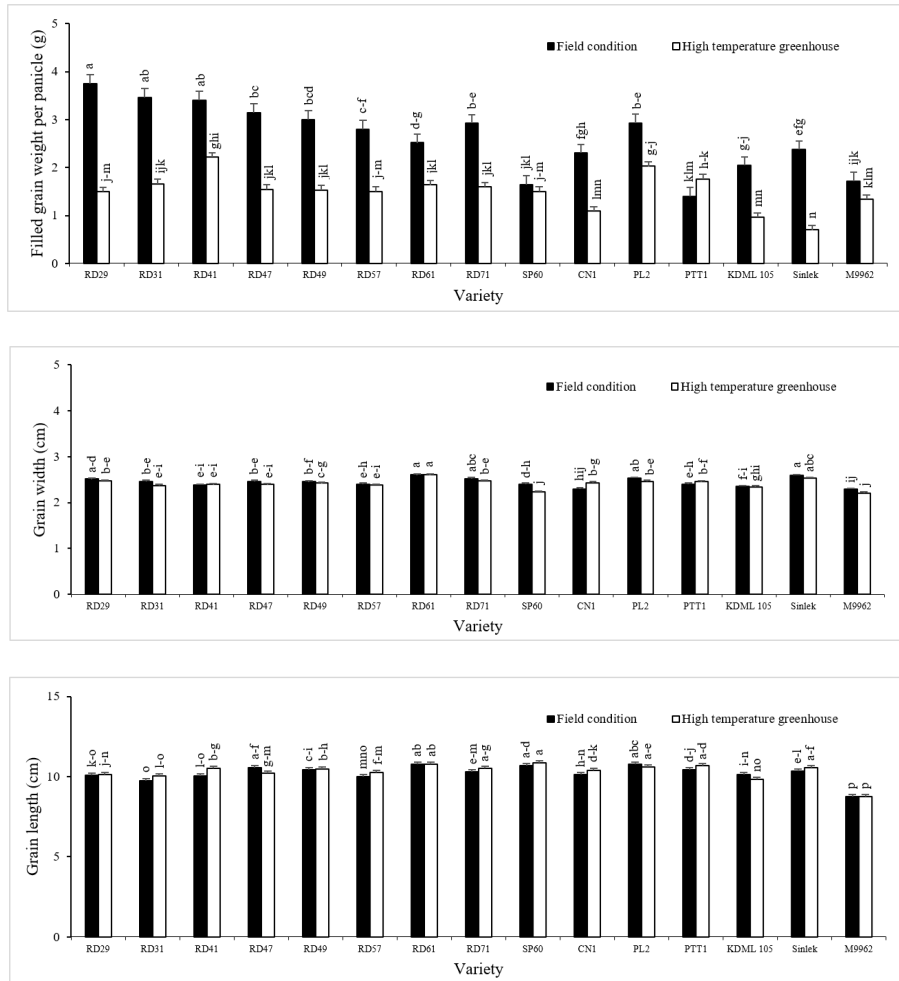 Filled grain weight per panicle (g)
5
4
3
2
1
0
Field condition
High temperature greenhouse
a
j-m
ab
ijk
ab
ghi
bc
jkl
bcd
jkl
c-f
j-m
d-g
jkl
b-e
jkl
jkl
j-m
fgh
lmn
b-e
g-j
klm
h-k
g-j
mn
efg
n
ijk
klm
RD29 RD31 RD41 RD47 RD49 RD57 RD61 RD71 SP60 CN1 PL2 PTT1 KDML 105 Sinlek M9962
Variety
Grain width (cm)
5
4
3
2
1
0
Field condition
High temperature greenhouse
a-d
b-e
b-e
e-i
e-i
e-i
b-e
e-i
b-f
c-g
e-h
e-i
a
a
abc
b-e
d-h
j
hij
b-g
ab
b-e
e-h
b-f
f-i
ghi
a
abc
ij
j
RD29 RD31 RD41 RD47 RD49 RD57 RD61 RD71 SP60 CN1 PL2 PTT1 KDML 105 Sinlek M9962
Variety
Grain length (cm)
15
10
5
0
Field condition
High temperature greenhouse
k-o
j-n
o
l-o
l-o
b-g
a-f
g-m
c-i
b-h
mno
f-m
ab
ab
e-m
a-g
a-d
a
h-n
d-k
abc
a-e
d-j
a-d
i-n
no
e-l
a-f
p
p
RD29 RD31 RD41 RD47 RD49 RD57 RD61 RD71 SP60 CN1 PL2 PTT1 KDML 105 Sinlek M9962
Variety